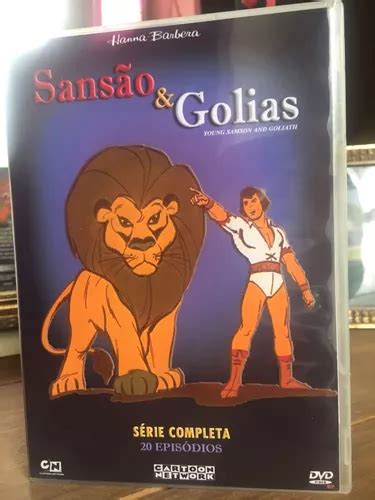 Hanna Barbera
Sansão & Golias
YOUNG SAMSON AND GOLIATH
SÉRIE COMPLETA
20 EPISÓDIOS
CN
CARTOON NETWORK
DVD